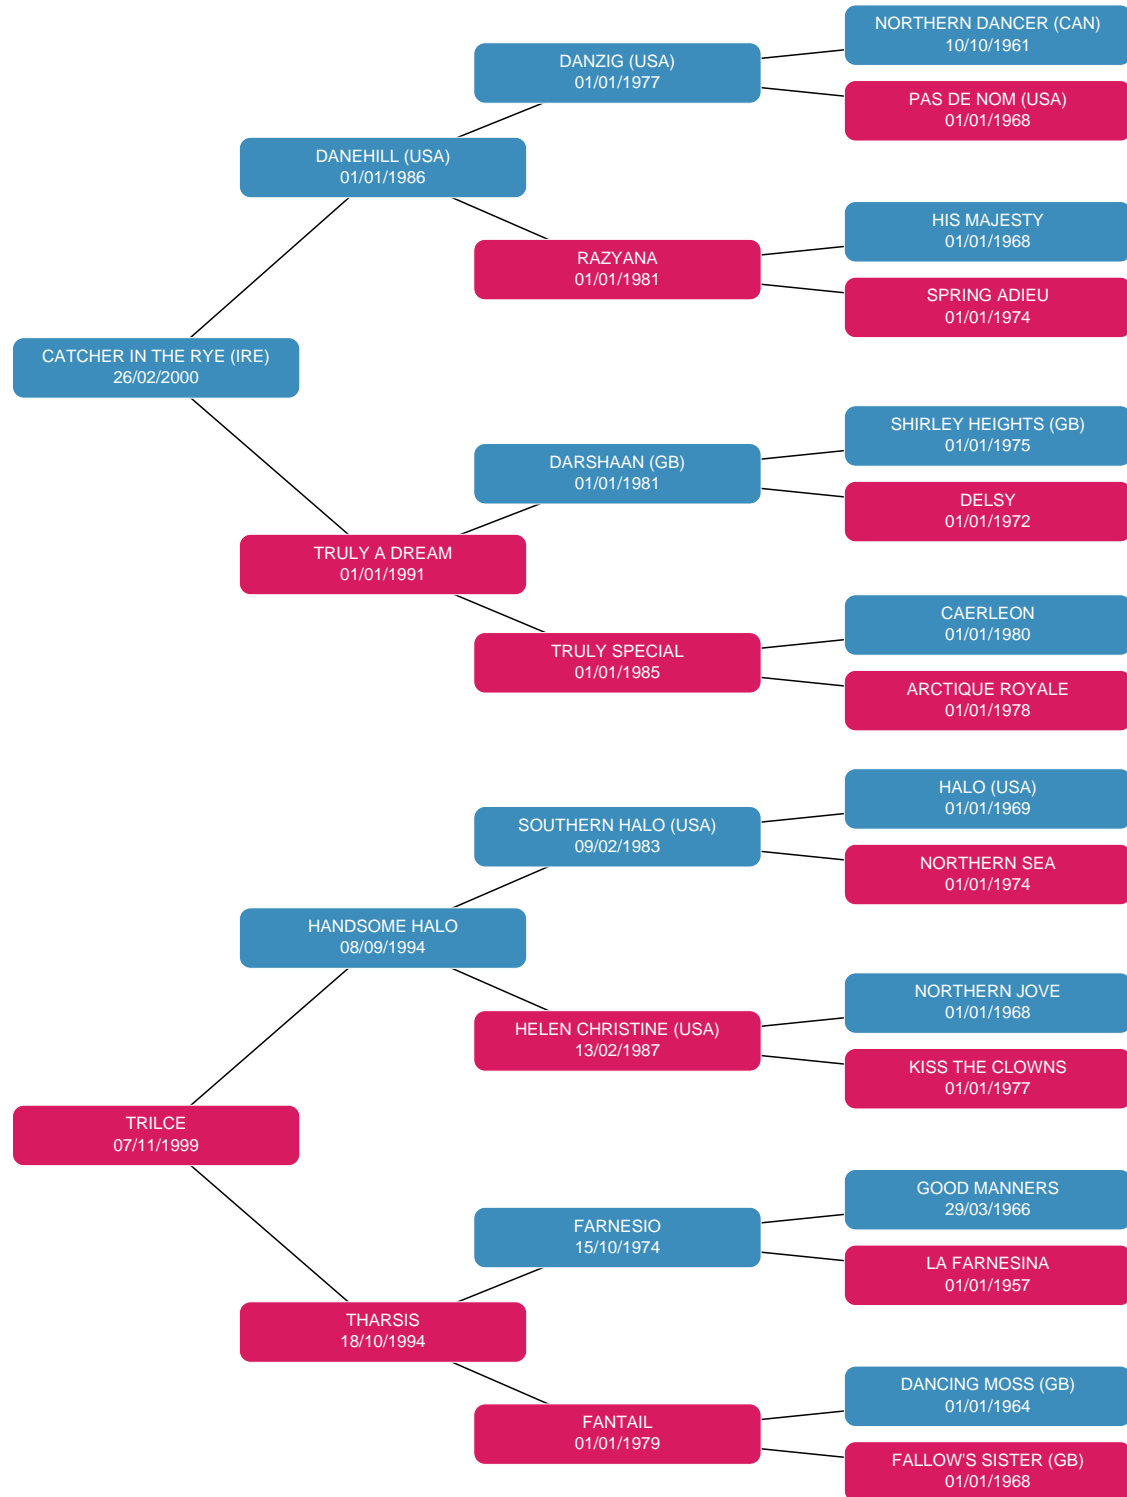 NORTHERN DANCER (CAN)
10/10/1961
DANZIG (USA)
01/01/1977
PAS DE NOM (USA)
01/01/1968
DANEHILL (USA)
01/01/1986
HIS MAJESTY
01/01/1968
RAZYANA
01/01/1981
SPRING ADIEU
01/01/1974
CATCHER IN THE RYE (IRE)
26/02/2000
SHIRLEY HEIGHTS (GB)
01/01/1975
DARSHAAN (GB)
01/01/1981
DELSY
01/01/1972
TRULY A DREAM
01/01/1991
CAERLEON
01/01/1980
TRULY SPECIAL
01/01/1985
ARCTIQUE ROYALE
01/01/1978
HALO (USA)
01/01/1969
SOUTHERN HALO (USA)
09/02/1983
NORTHERN SEA
01/01/1974
HANDSOME HALO
08/09/1994
NORTHERN JOVE
01/01/1968
HELEN CHRISTINE (USA)
13/02/1987
KISS THE CLOWNS
01/01/1977
TRILCE
07/11/1999
GOOD MANNERS
29/03/1966
FARNESIO
15/10/1974
LA FARNESINA
01/01/1957
THARSIS
18/10/1994
DANCING MOSS (GB)
01/01/1964
FANTAIL
01/01/1979
FALLOW'S SISTER (GB)
01/01/1968